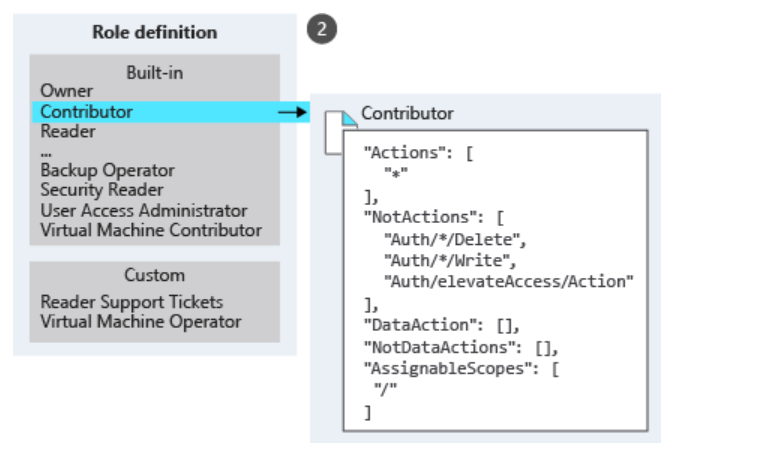 Role definition
2
Built-in
Owner
Contributor
Reader
...
Backup Operator
Security Reader
User Access Administrator
Virtual Machine Contributor
Custom
Reader Support Tickets
Virtual Machine Operator
Contributor
"Actions": [
"*"
],
"NotActions": [
"Auth/*/Delete",
"Auth/*/Write",
"Auth/elevateAccess/Action"
],
"DataAction": [],
"NotDataActions": [],
"AssignableScopes": [
"/"
]